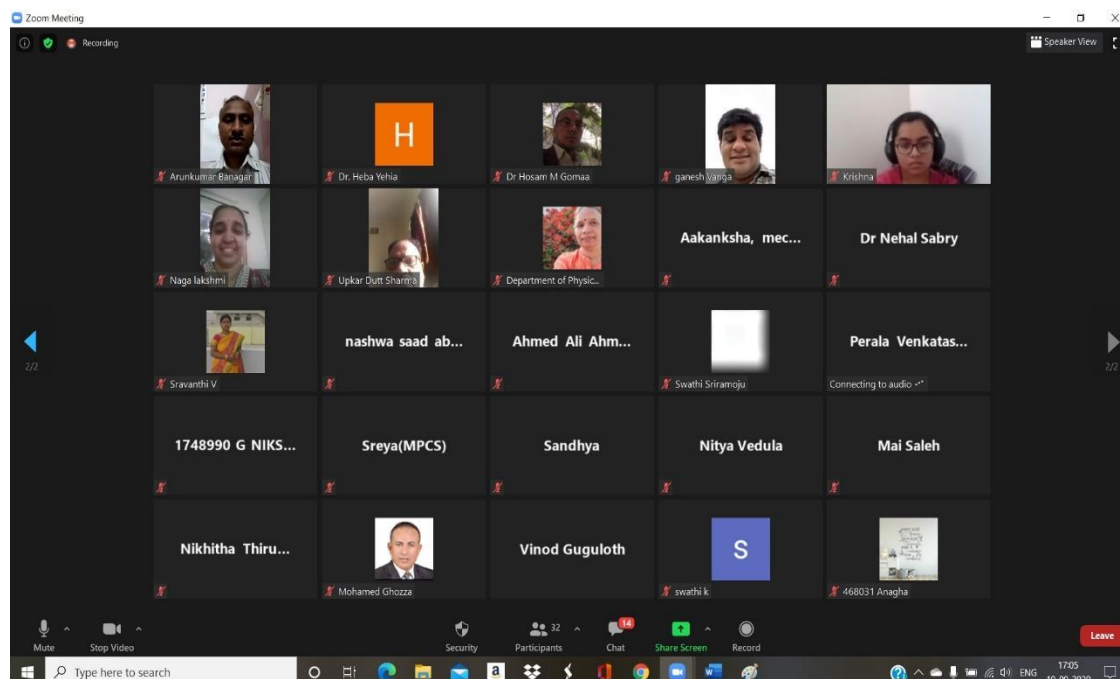 Zoom Meeting
Recording
Speaker View
Arunkumar Banagar
H
Dr. Heba Yehia
Dr Hosam M Gomaa
ganesh Vanga
Krishna
Naga lakshmi
Upkar Dutt Sharma
Department of Physic...
Aakanksha, mec...
Dr Nehal Sabry
Sravanthi V
nashwa saad ab...
Ahmed Ali Ahm...
Swathi Sriramoju
Perala Venkatas...
Connecting to audio
2/2
2/2
1748990 G NIKS...
Sreya(MPCS)
Sandhya
Nitya Vedula
Mai Saleh
Nikhitha Thiru...
Mohamed Ghozza
Vinod Guguloth
S
swathi k
468031 Anagha
Mute
Stop Video
Security
Participants 32
Chat 14
Share Screen
Record
Leave
Type here to search
a
ENG
17:05